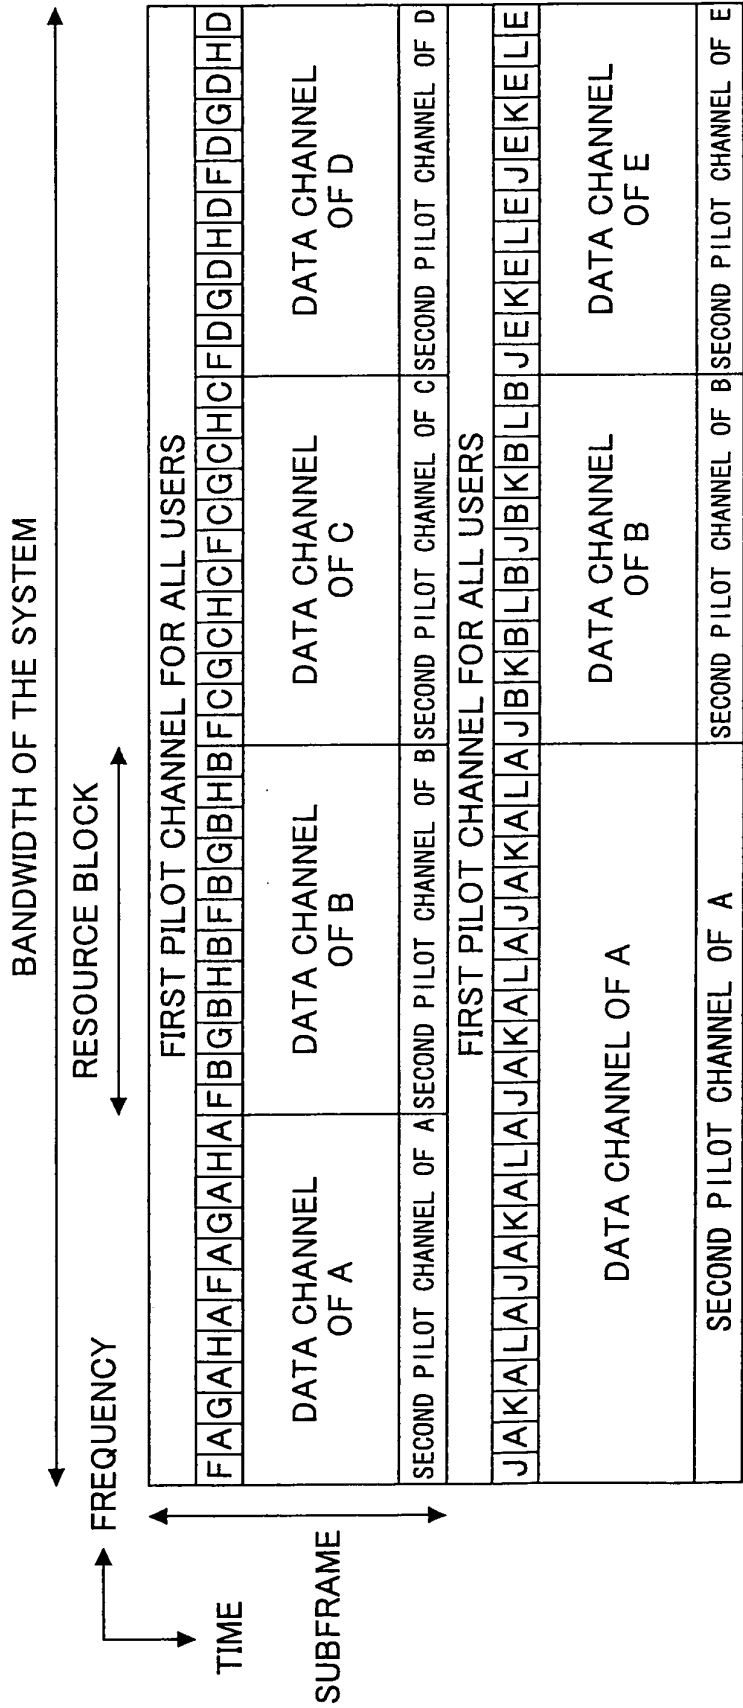 BANDWIDTH OF THE SYSTEM
RESOURCE BLOCK
FREQUENCY
TIME
SUBFRAME
FIRST PILOT CHANNEL FOR ALL USERS
F A G A H A F A G A H A F B G B H B F B G B H B F C G C H C F C G C H C F D G D H D F D G D H D
DATA CHANNEL
OF A
DATA CHANNEL
OF B
DATA CHANNEL
OF C
DATA CHANNEL
OF D
SECOND PILOT CHANNEL OF A
SECOND PILOT CHANNEL OF B
SECOND PILOT CHANNEL OF C
SECOND PILOT CHANNEL OF D
FIRST PILOT CHANNEL FOR ALL USERS
J A K A L A J A K A L A J A K A L A J A K A L A J B K B L B J B K B L B J E K E L E J E K E L E
DATA CHANNEL OF A
DATA CHANNEL
OF B
DATA CHANNEL
OF E
SECOND PILOT CHANNEL OF A
SECOND PILOT CHANNEL OF B
SECOND PILOT CHANNEL OF E